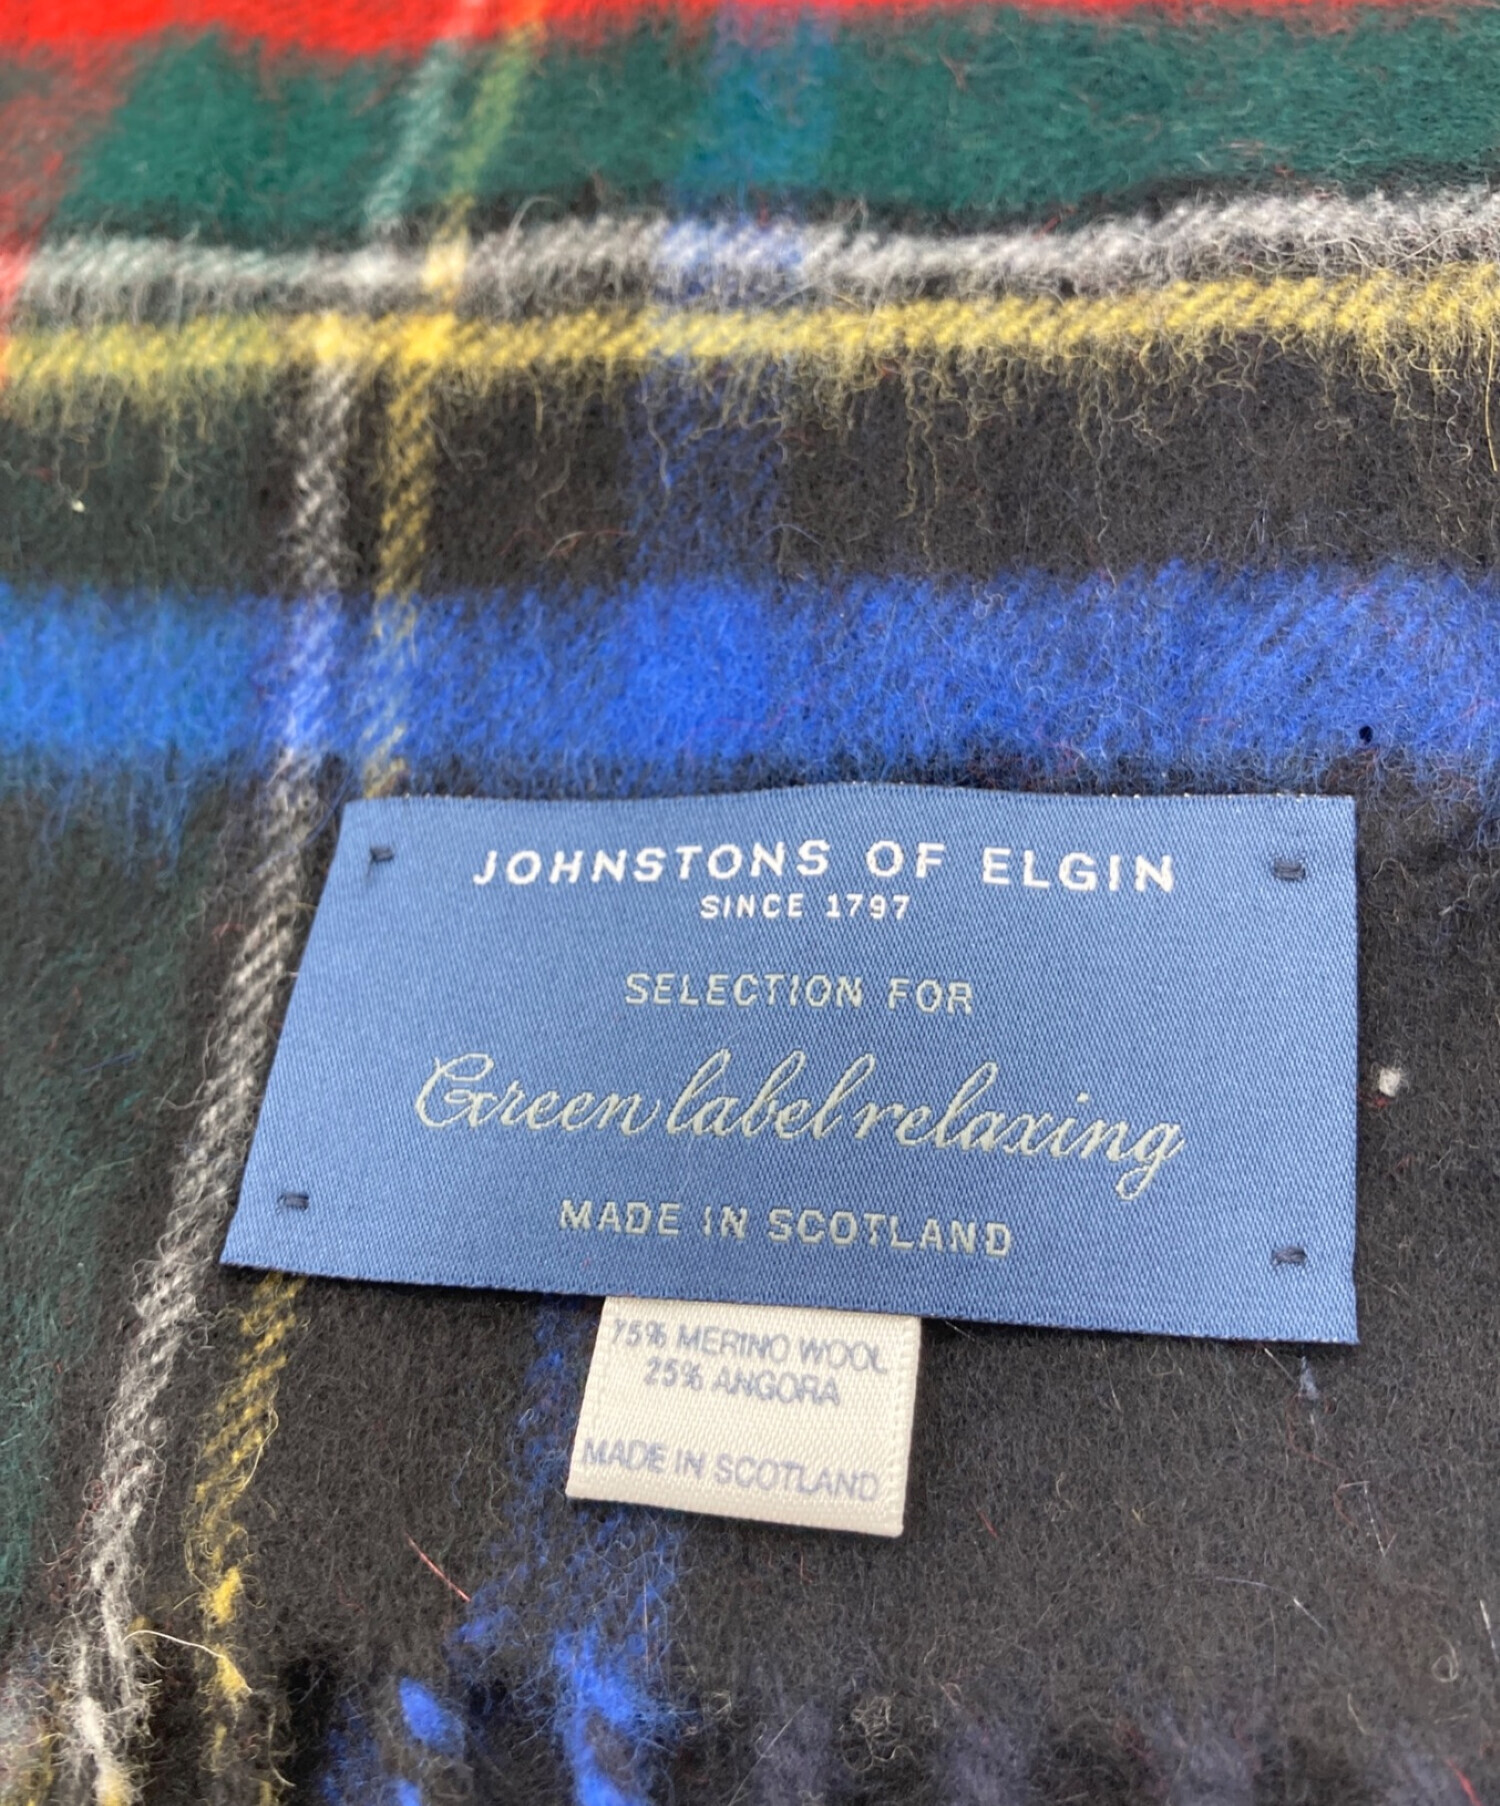 JOHNSTONS OF ELGIN
SINCE 1797
SELECTION FOR
Green label relaxing
MADE IN SCOTLAND
75% MERINO WOOL
25% ANGORA
MADE IN SCOTLAND